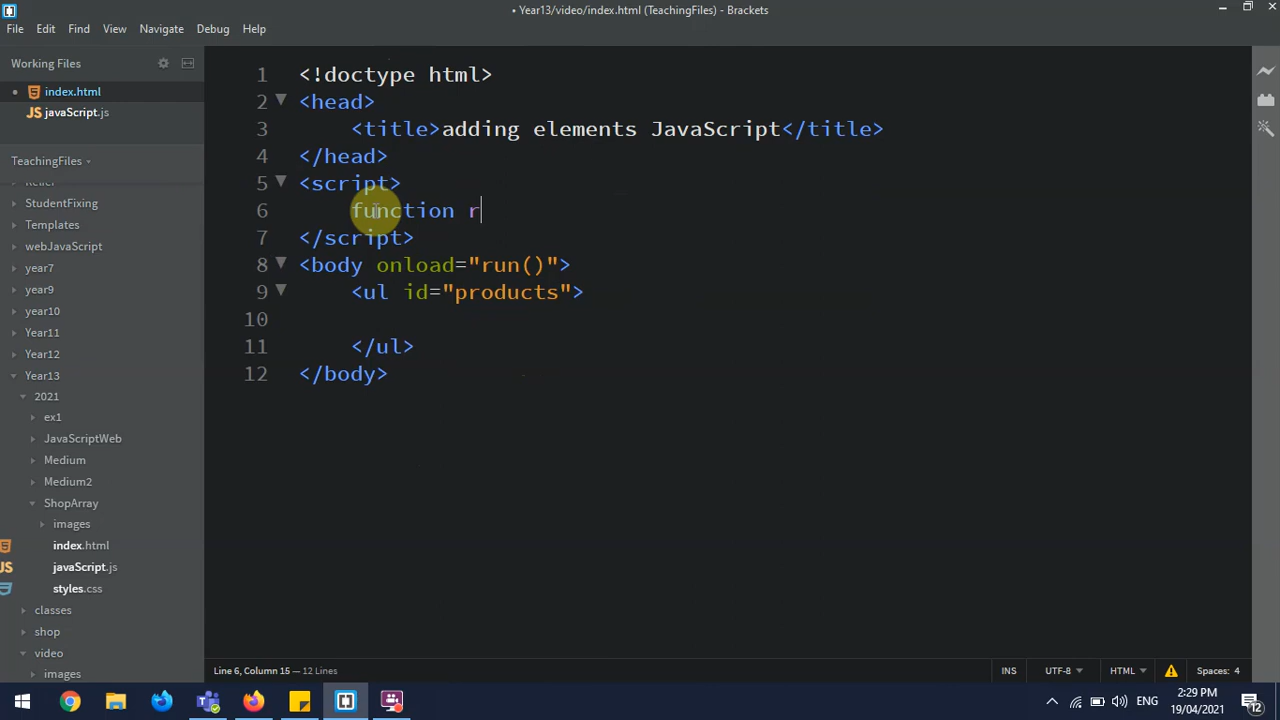 • Year13/video/index.html (TeachingFiles) - Brackets
File Edit Find View Navigate Debug Help
Working Files
index.html
JS javaScript.js
TeachingFiles
StudentFixing
Templates
webJavaScript
year7
year9
year10
Year11
Year12
Year13
2021
ex1
JavaScriptWeb
Medium
Medium2
ShopArray
images
index.html
JS javaScript.js
styles.css
classes
shop
video
images
1 <!doctype html>
2 <head>
3 <title>adding elements JavaScript</title>
4 </head>
5 <script>
6 function r
7 </script>
8 <body onload="run()">
9 <ul id="products">
10
11 </ul>
12 </body>
Line 6, Column 15 — 12 Lines
INS UTF-8 HTML Spaces: 4
ENG
2:29 PM
19/04/2021
12